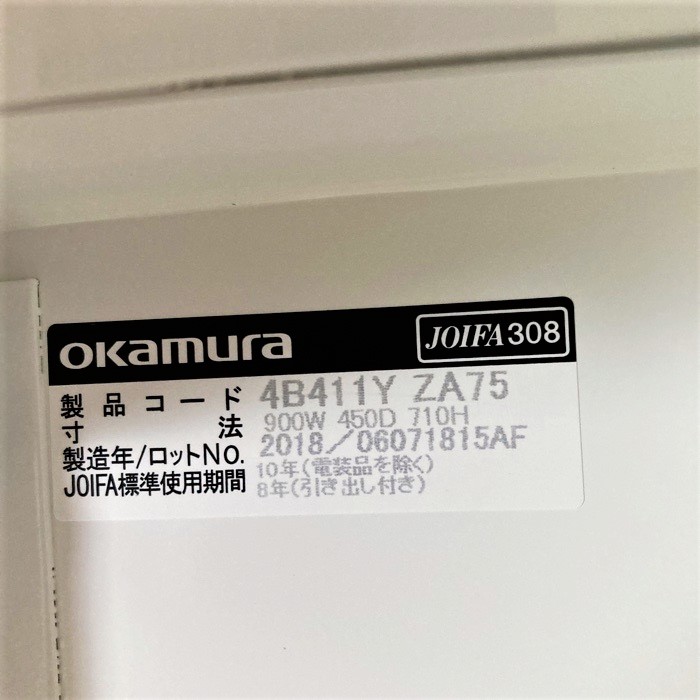 okamura JOIFA308
製品コード 4B411Y ZA75
寸法 900W 450D 710H
製造年/ロットNo. 2018/06071815AF
JOIFA標準使用期間 10年(電装品を除く)
8年(引き出し付き)